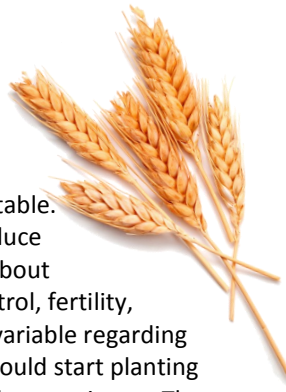 table.
duce
bout
trol, fertility,
variable regarding
ould start planting